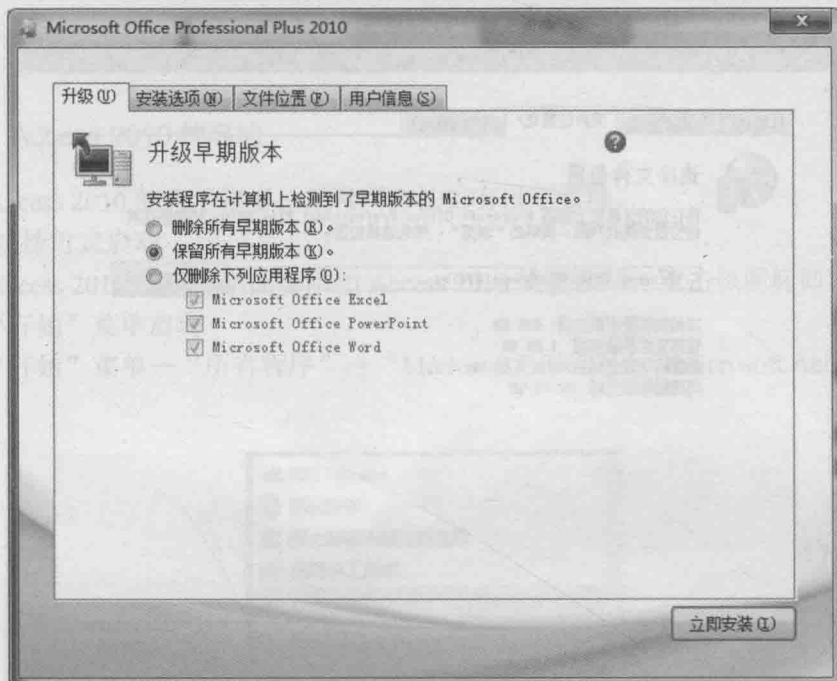 Microsoft Office Professional Plus 2010
升级(U) 安装选项(N) 文件位置(F) 用户信息(S)
升级早期版本
安装程序在计算机上检测到了早期版本的 Microsoft Office。
删除所有早期版本(R)。
保留所有早期版本(K)。
仅删除下列应用程序(O):
Microsoft Office Excel
Microsoft Office PowerPoint
Microsoft Office Word
立即安装(I)